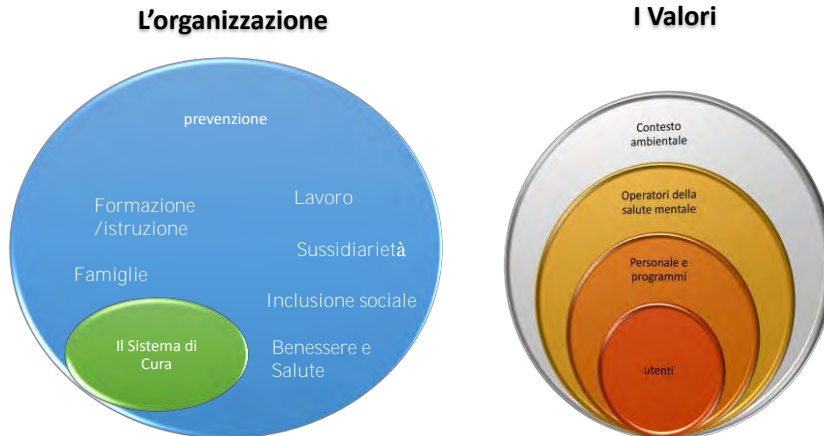 L'organizzazione
prevenzione
Formazione
/istruzione
Lavoro
Sussidiarietà
Famiglie
Inclusione sociale
Il Sistema di
Cura
Benessere e
Salute
I Valori
Contesto
ambientale
Operatori della
salute mentale
Personale e
programmi
utenti